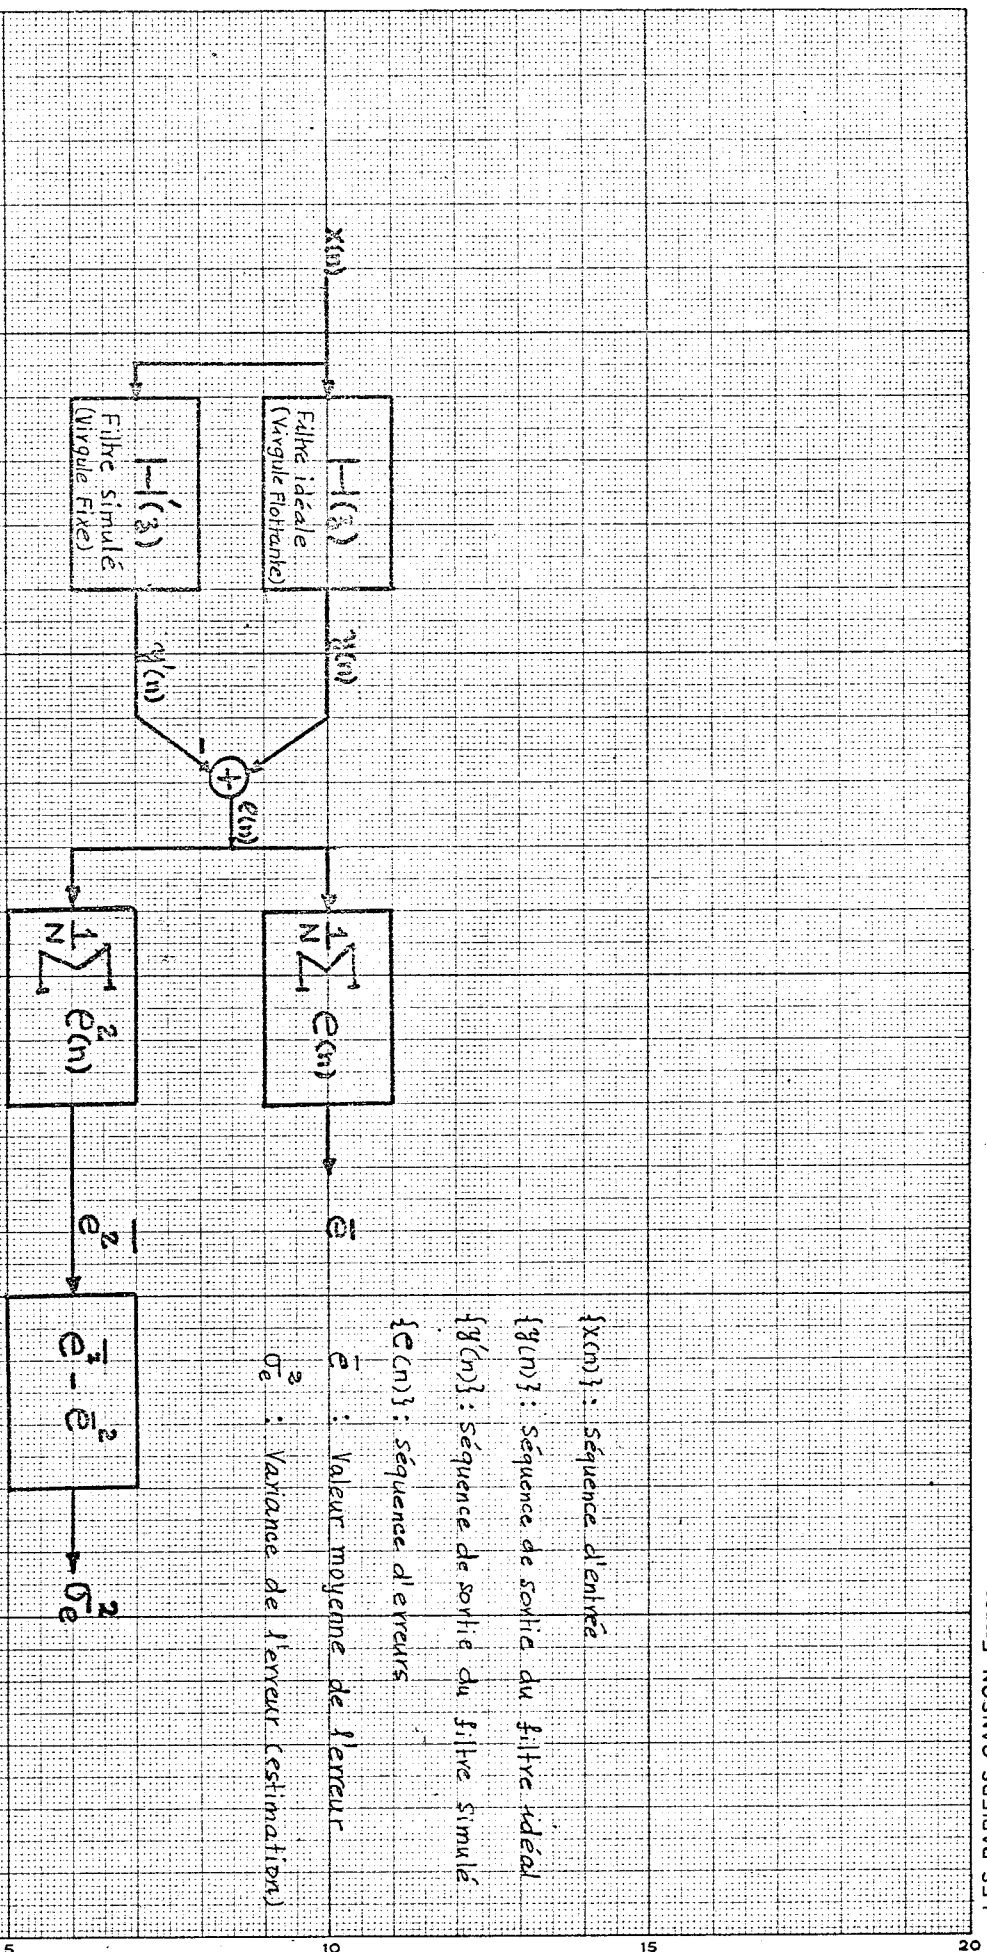 {x(n)} : séquence d'entrée
{y(n)} : séquence de sortie du filtre idéal
{y'(n)} : séquence de sortie du filtre simulé
{e(n)} : séquence d'erreurs
ē : Valeur moyenne de l'erreur
σₑ² : Variance de l'erreur (estimation)
x(n)
H(z)
Filtre idéale
(Virgule Flottante)
y(n)
H'(z)
Filtre simulé
(Virgule Fixe)
y'(n)
-
+
e(n)
1/N Σ e(n)
ē
1/N Σ e²(n)
e̅²̅
e̅²̅ - ē²
σₑ²
5
10
15
20